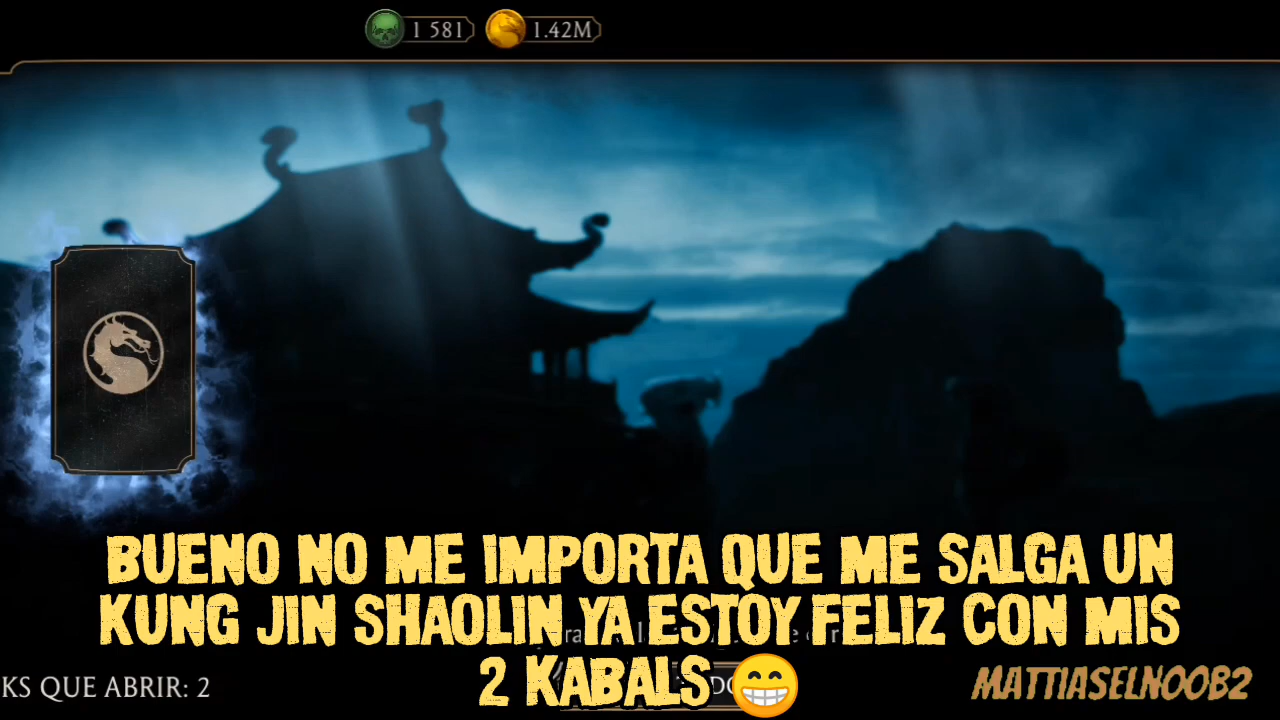 1 581 1.42M
BUENO NO ME IMPORTA QUE ME SALGA UN
KUNG JIN SHAOLIN YA ESTOY FELIZ CON MIS
2 KABALS 😁
KS QUE ABRIR: 2
MATTIASELNOOB2